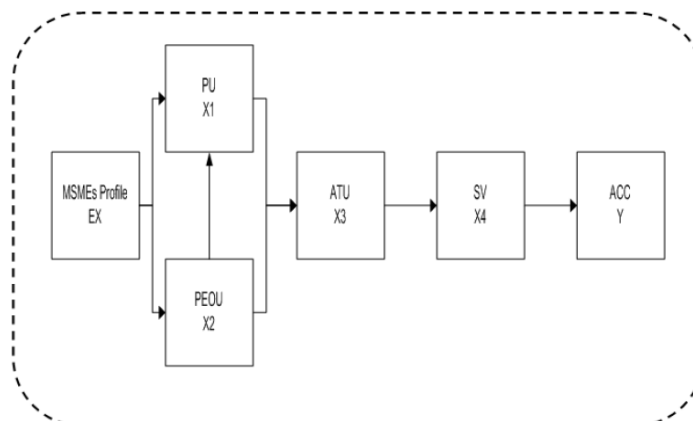 PU
X1
MSMEs Profile
EX
ATU
X3
SV
X4
ACC
Y
PEOU
X2